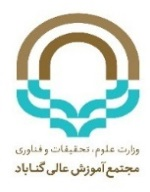 وزارت علوم، تحقیقات و فناوری
مجتمع آموزش عالی گناباد